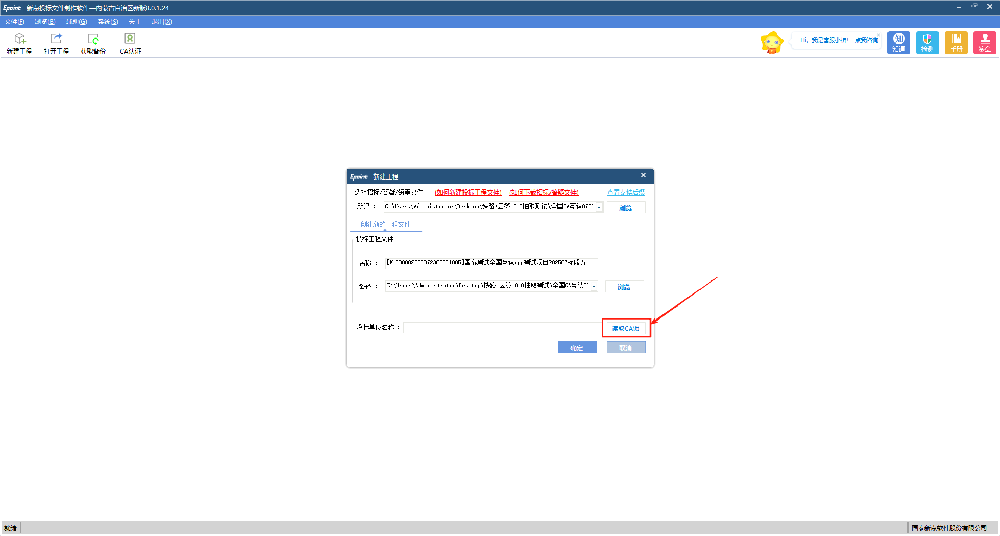 Epoint 新点投标文件制作软件—内蒙古自治区新版8.0.1.24
文件(F) 浏览(B) 辅助(G) 系统(S) 关于 退出(X)
新建工程 打开工程 获取备份 CA认证
Hi，我是客服小桥！ 点我咨询
知
知道 检测 手册 签章
Epoint 新建工程
选择招标/答疑/资审文件 (如何新建投标工程文件) (如何下载招标/答疑文件) 查看支持后缀
新建 ： C:\Users\Administrator\Desktop\铁路+云签+8.0抽取测试\全国CA互认0723 浏览
创建新的工程文件
投标工程文件
名称 ： [K1500002025072302001005]国泰测试全国互认app测试项目202507标段五
路径 ： C:\Users\Administrator\Desktop\铁路+云签+8.0抽取测试\全国CA互认0 浏览
投标单位名称 ： 读取CA锁
确定 取消
就绪 国泰新点软件股份有限公司